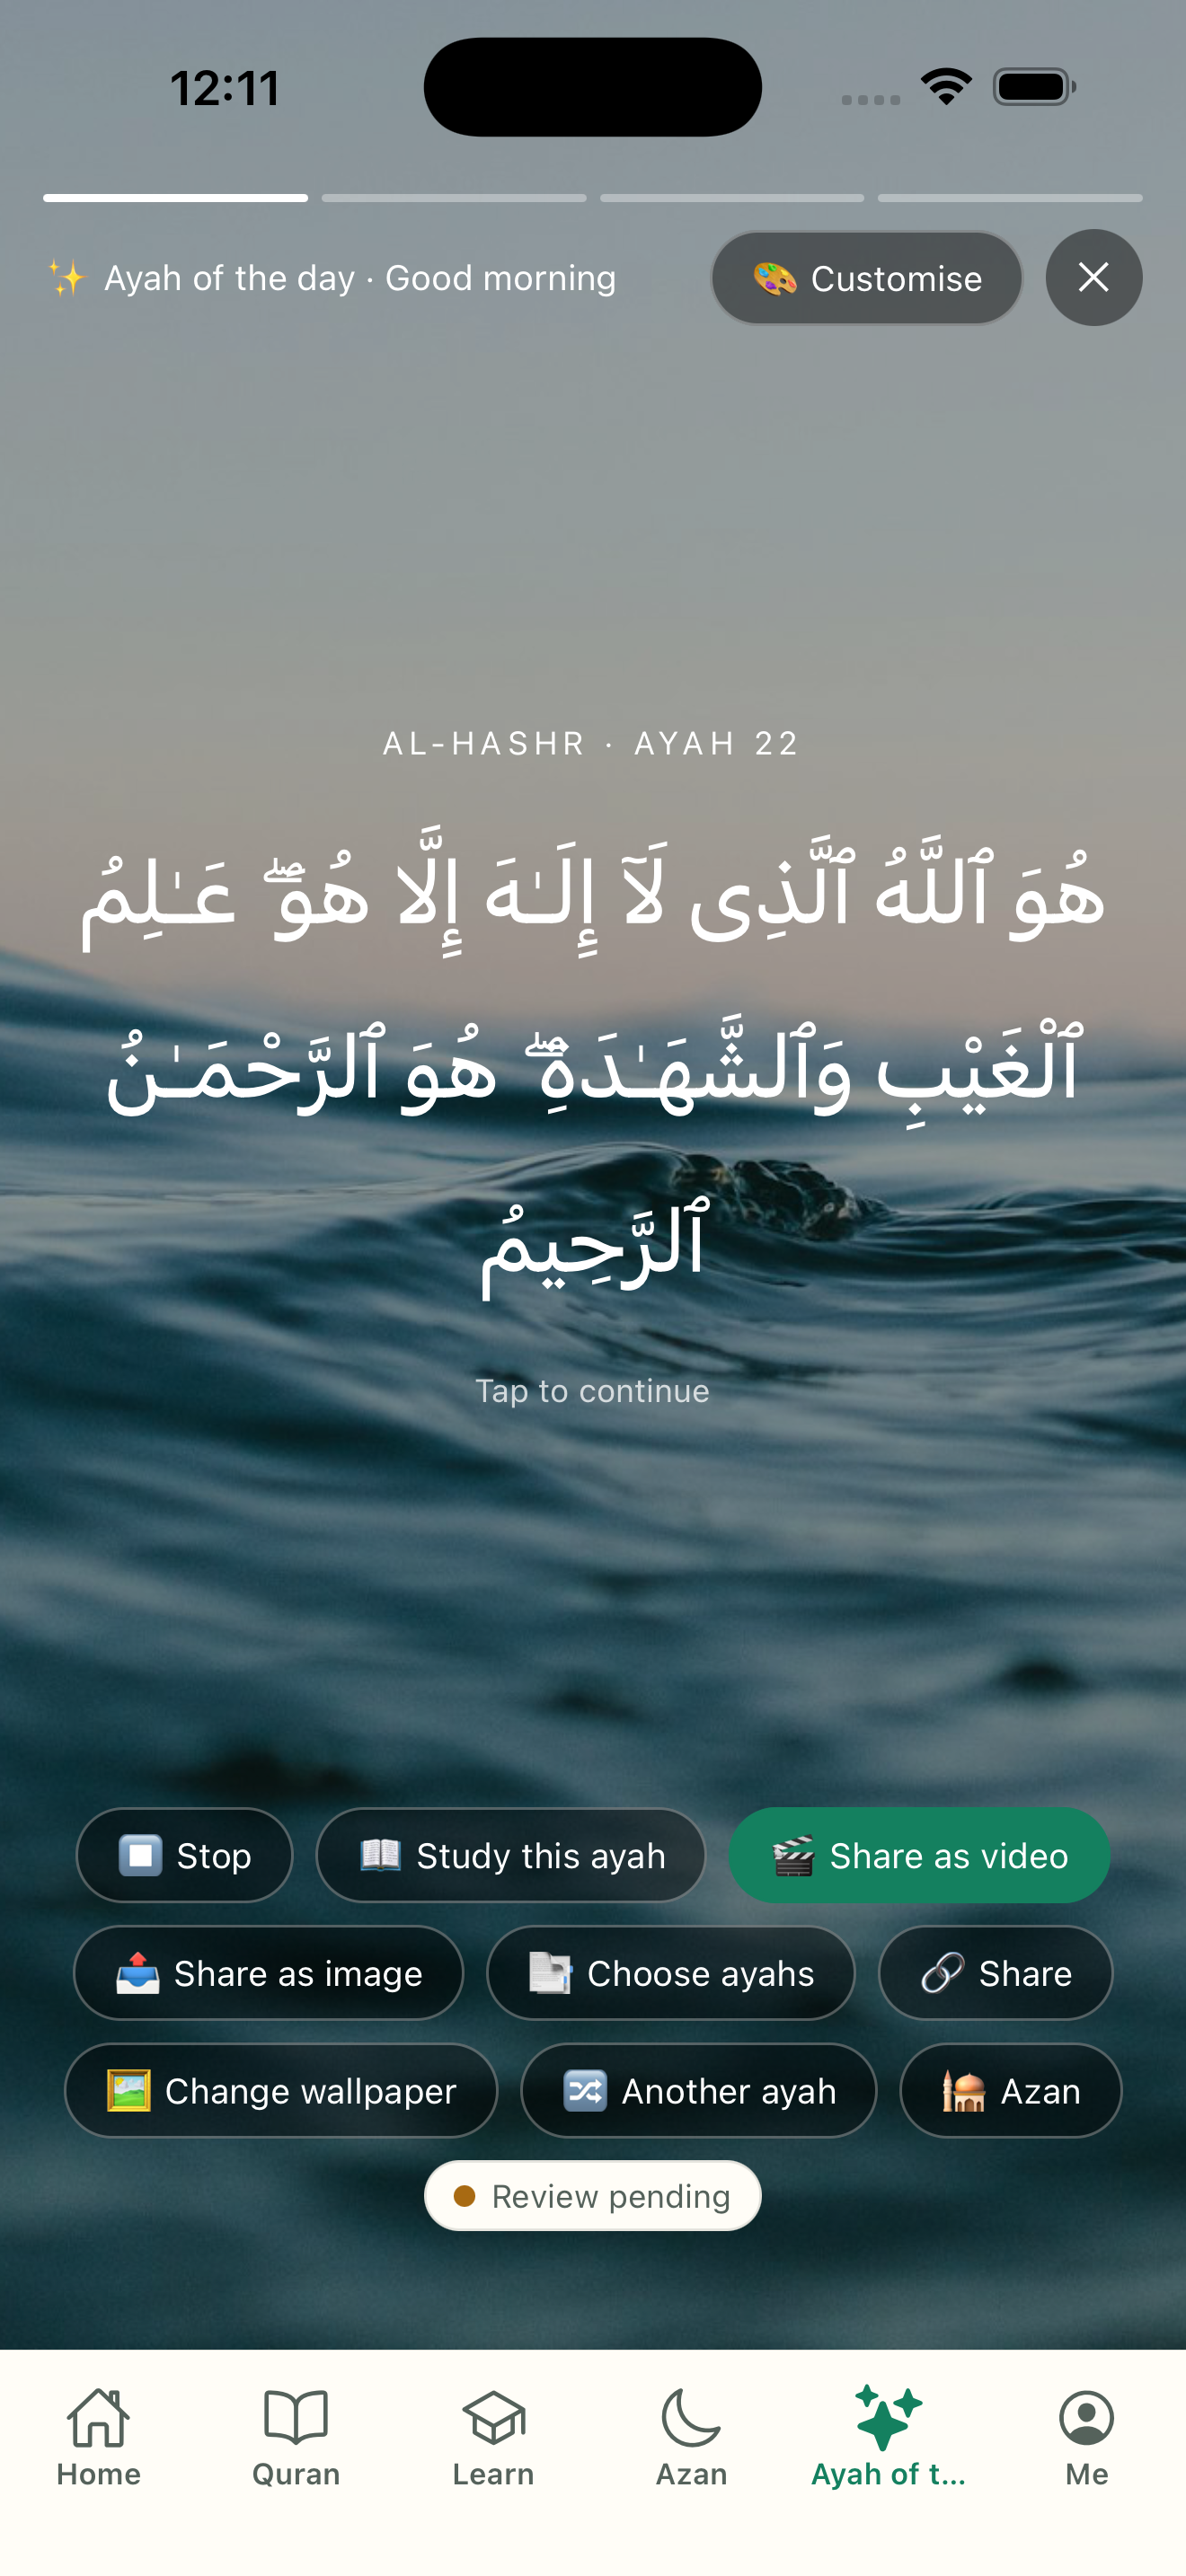 12:11
✨ Ayah of the day · Good morning
🎨 Customise
AL-HASHR · AYAH 22
هُوَ ٱللَّهُ ٱلَّذِى لَآ إِلَـٰهَ إِلَّا هُوَ ۖ عَـٰلِمُ
ٱلْغَيْبِ وَٱلشَّهَـٰدَةِ ۖ هُوَ ٱلرَّحْمَـٰنُ
ٱلرَّحِيمُ
Tap to continue
⏹️ Stop
📖 Study this ayah
🎬 Share as video
📤 Share as image
📑 Choose ayahs
🔗 Share
🖼️ Change wallpaper
🔀 Another ayah
🕌 Azan
Review pending
Home
Quran
Learn
Azan
Ayah of t...
Me